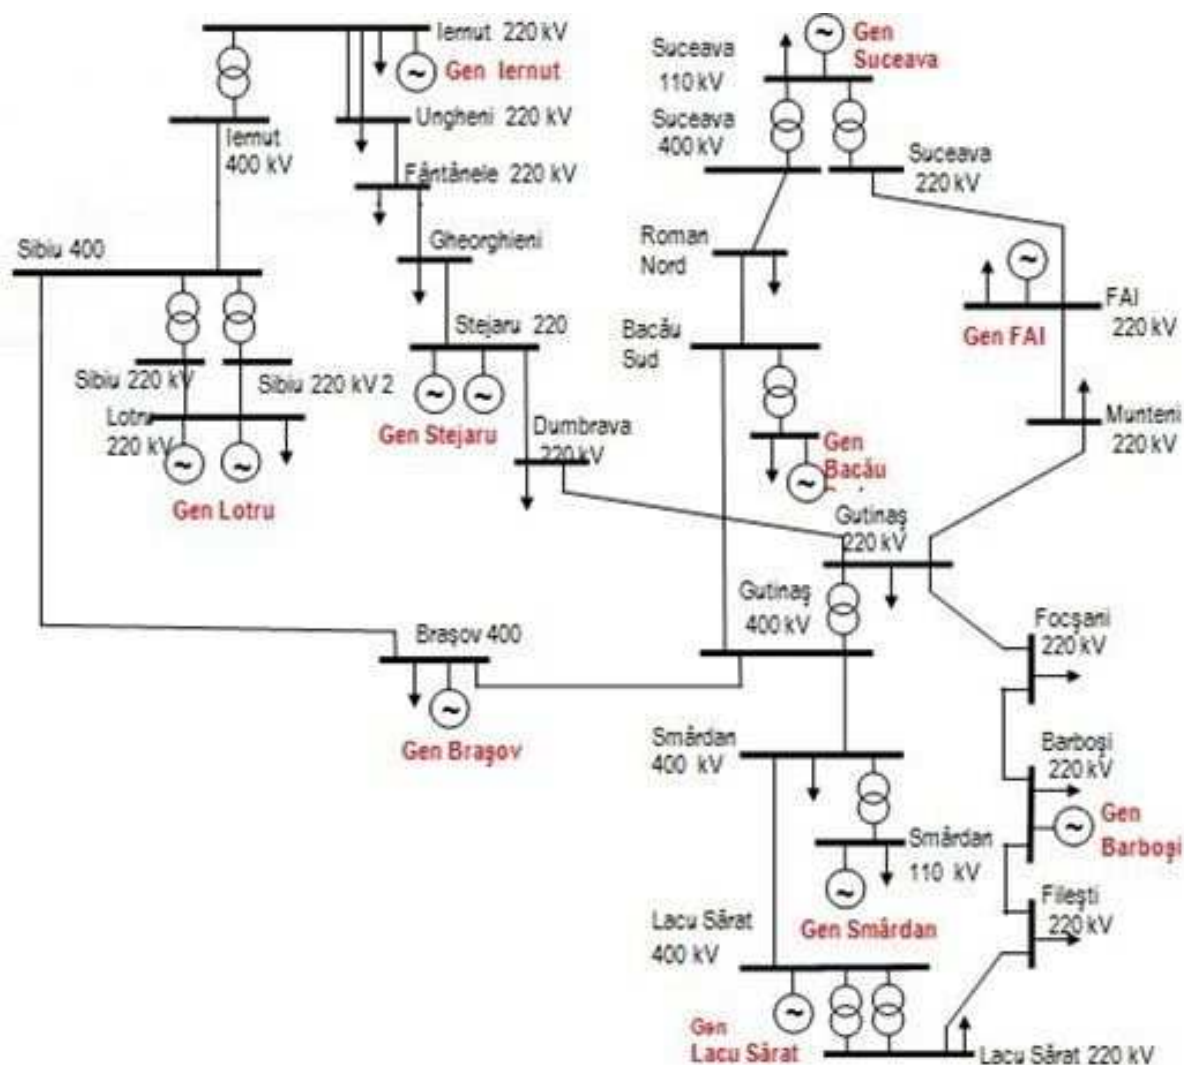 Iernut 220 kV
Gen Iernut
Iernut
400 kV
Ungheni 220 kV
Fântânele 220 kV
Gheorghieni
Sibiu 400
Sibiu 220 kV
Sibiu 220 kV 2
Lotru
220 kV
Gen Lotru
Stejaru 220
Gen Stejaru
Dumbrava
220 kV
Braşov 400
Gen Braşov
Gen
Suceava
Suceava
110 kV
Suceava
400 kV
Suceava
220 kV
Roman
Nord
Bacău
Sud
Gen
Bacău
FAI
220 kV
Gen FAI
Munteni
220 kV
Gutinaş
220 kV
Gutinaş
400 kV
Focşani
220 kV
Smârdan
400 kV
Smârdan
110 kV
Gen Smârdan
Barboşi
220 kV
Gen
Barboşi
Fileşti
220 kV
Lacu Sărat
400 kV
Gen
Lacu Sărat
Lacu Sărat 220 kV